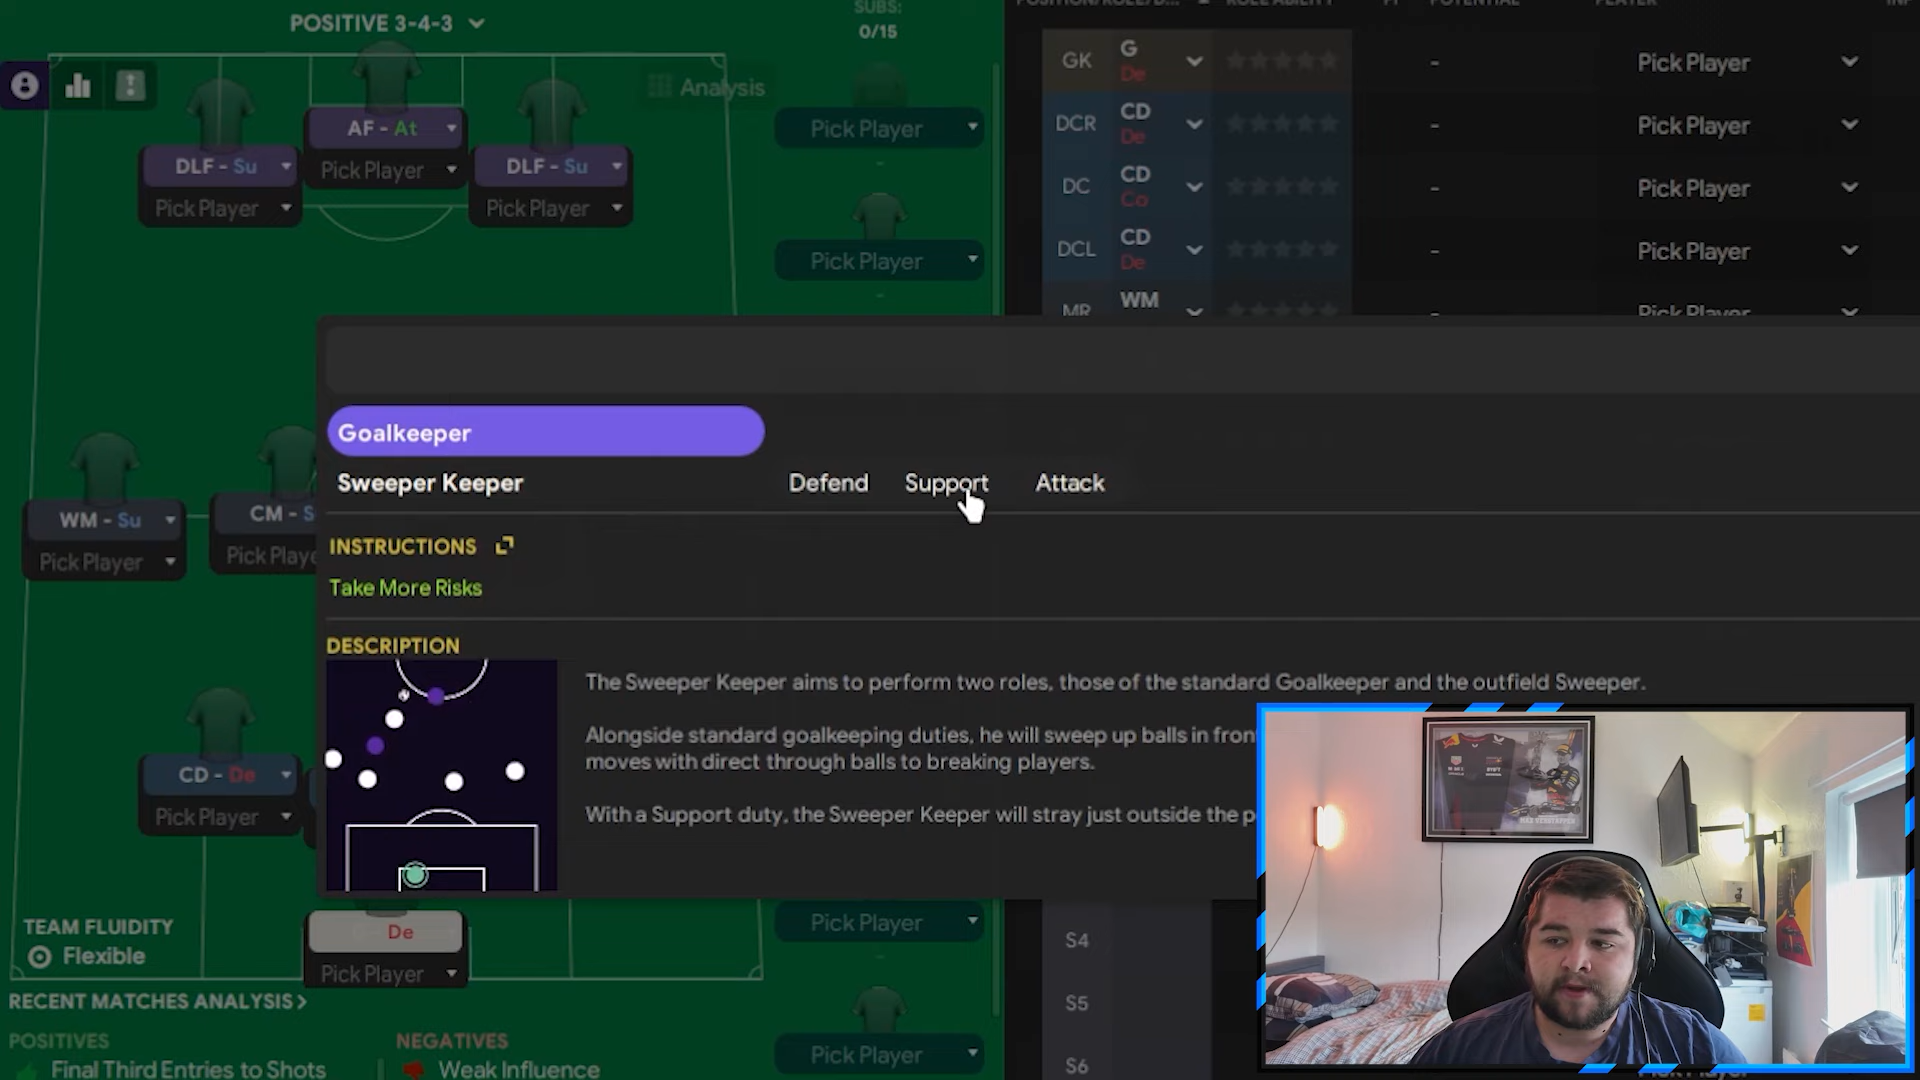 POSITIVE 3-4-3
SUBS:
0/15
Analysis
AF - At
Pick Player
DLF - Su
Pick Player
DLF - Su
Pick Player
Pick Player
-
Pick Player
-
GK
G
De
-
Pick Player
DCR
CD
De
-
Pick Player
DC
CD
Co
-
Pick Player
DCL
CD
De
-
Pick Player
MR
WM
-
Pick Player
Goalkeeper
Sweeper Keeper
Defend
Support
Attack
INSTRUCTIONS
Take More Risks
DESCRIPTION
The Sweeper Keeper aims to perform two roles, those of the standard Goalkeeper and the outfield Sweeper.
Alongside standard goalkeeping duties, he will sweep up balls in fron
moves with direct through balls to breaking players.
With a Support duty, the Sweeper Keeper will stray just outside the p
WM - Su
Pick Player
CM - S
Pick Playe
CD - De
Pick Player
De
Pick Player
TEAM FLUIDITY
Flexible
RECENT MATCHES ANALYSIS
POSITIVES
Final Third Entries to Shots
NEGATIVES
Weak Influence
Pick Player
-
Pick Player
S4
S5
S6